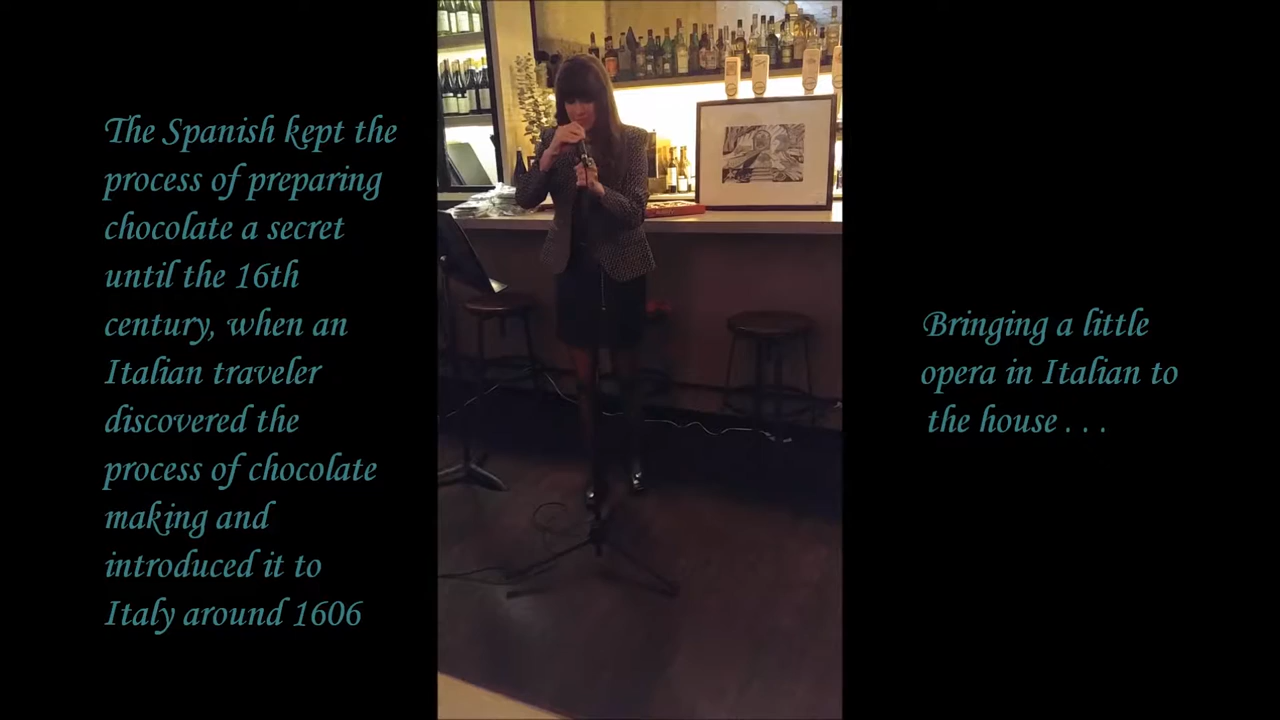 The Spanish kept the
process of preparing
chocolate a secret
until the 16th
century, when an
Italian traveler
discovered the
process of chocolate
making and
introduced it to
Italy around 1606
Bringing a little
opera in Italian to
the house . . .